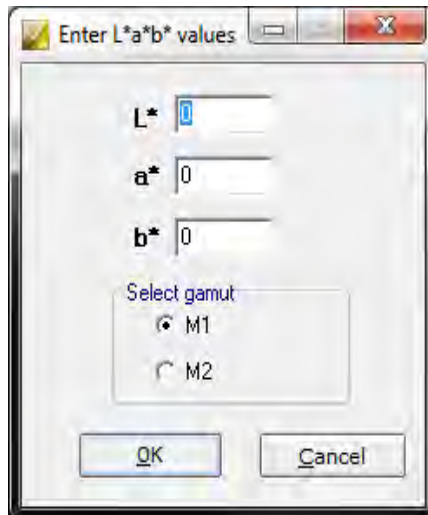 Enter L*a*b* values
L* 0
a* 0
b* 0
Select gamut
M1
M2
OK Cancel